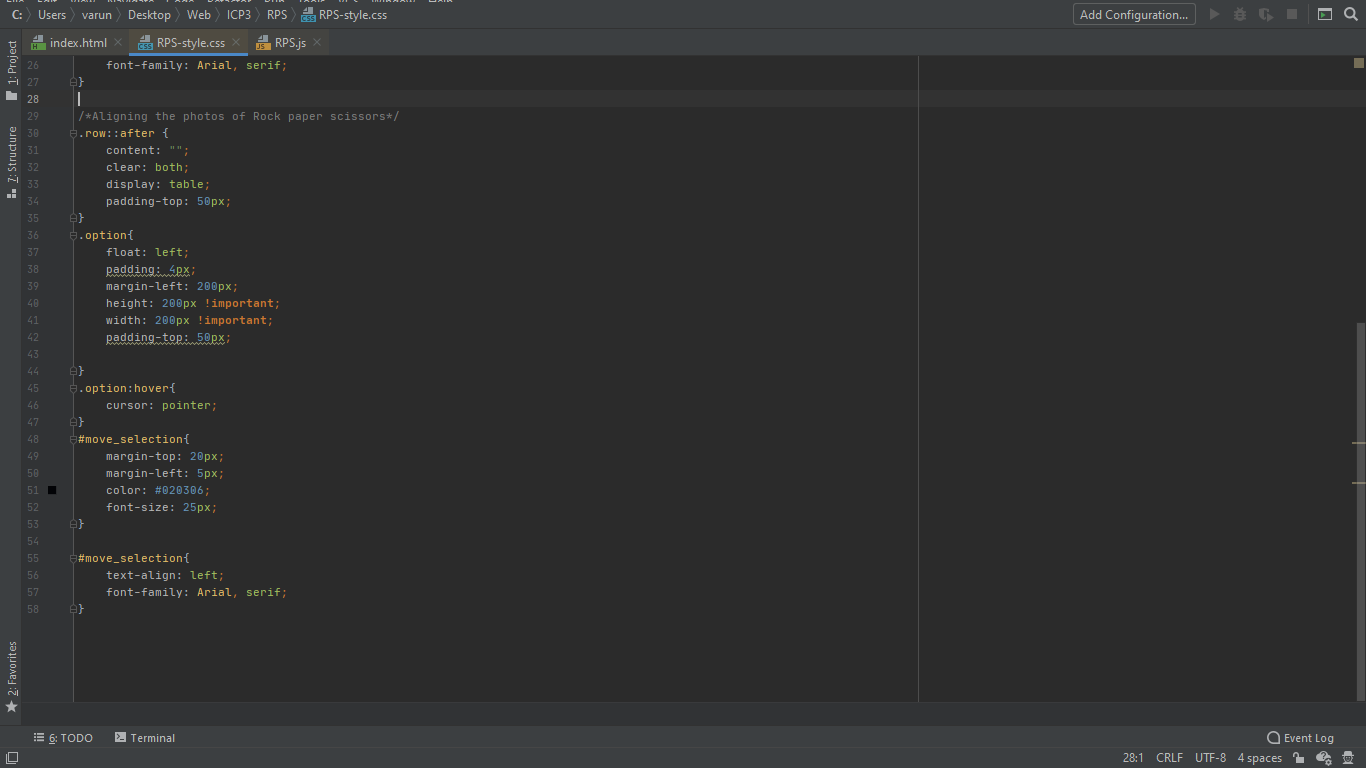 C: Users varun Desktop Web ICP3 RPS RPS-style.css Add Configuration...
index.html RPS-style.css RPS.js
1: Project
7: Structure
2: Favorites
26 font-family: Arial, serif;
27 }
28
29 /*Aligning the photos of Rock paper scissors*/
30 .row::after {
31 content: "";
32 clear: both;
33 display: table;
34 padding-top: 50px;
35 }
36 .option{
37 float: left;
38 padding: 4px;
39 margin-left: 200px;
40 height: 200px !important;
41 width: 200px !important;
42 padding-top: 50px;
43
44 }
45 .option:hover{
46 cursor: pointer;
47 }
48 #move_selection{
49 margin-top: 20px;
50 margin-left: 5px;
51 color: #020306;
52 font-size: 25px;
53 }
54
55 #move_selection{
56 text-align: left;
57 font-family: Arial, serif;
58 }
6: TODO Terminal Event Log
28:1 CRLF UTF-8 4 spaces